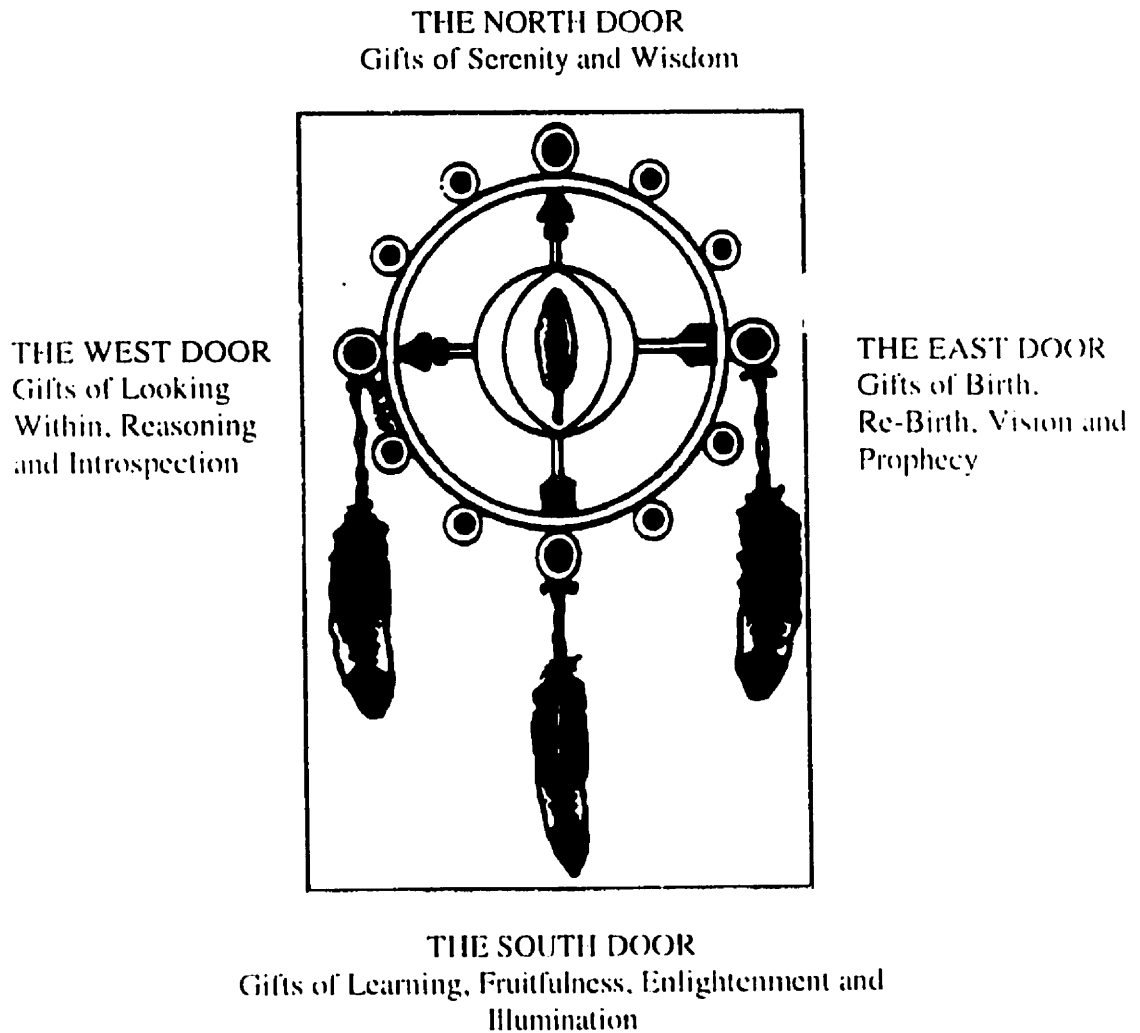 THE NORTH DOOR
Gifts of Serenity and Wisdom
THE WEST DOOR
Gifts of Looking
Within, Reasoning
and Introspection
THE EAST DOOR
Gifts of Birth,
Re-Birth, Vision and
Prophecy
THE SOUTH DOOR
Gifts of Learning, Fruitfulness, Enlightenment and
Illumination